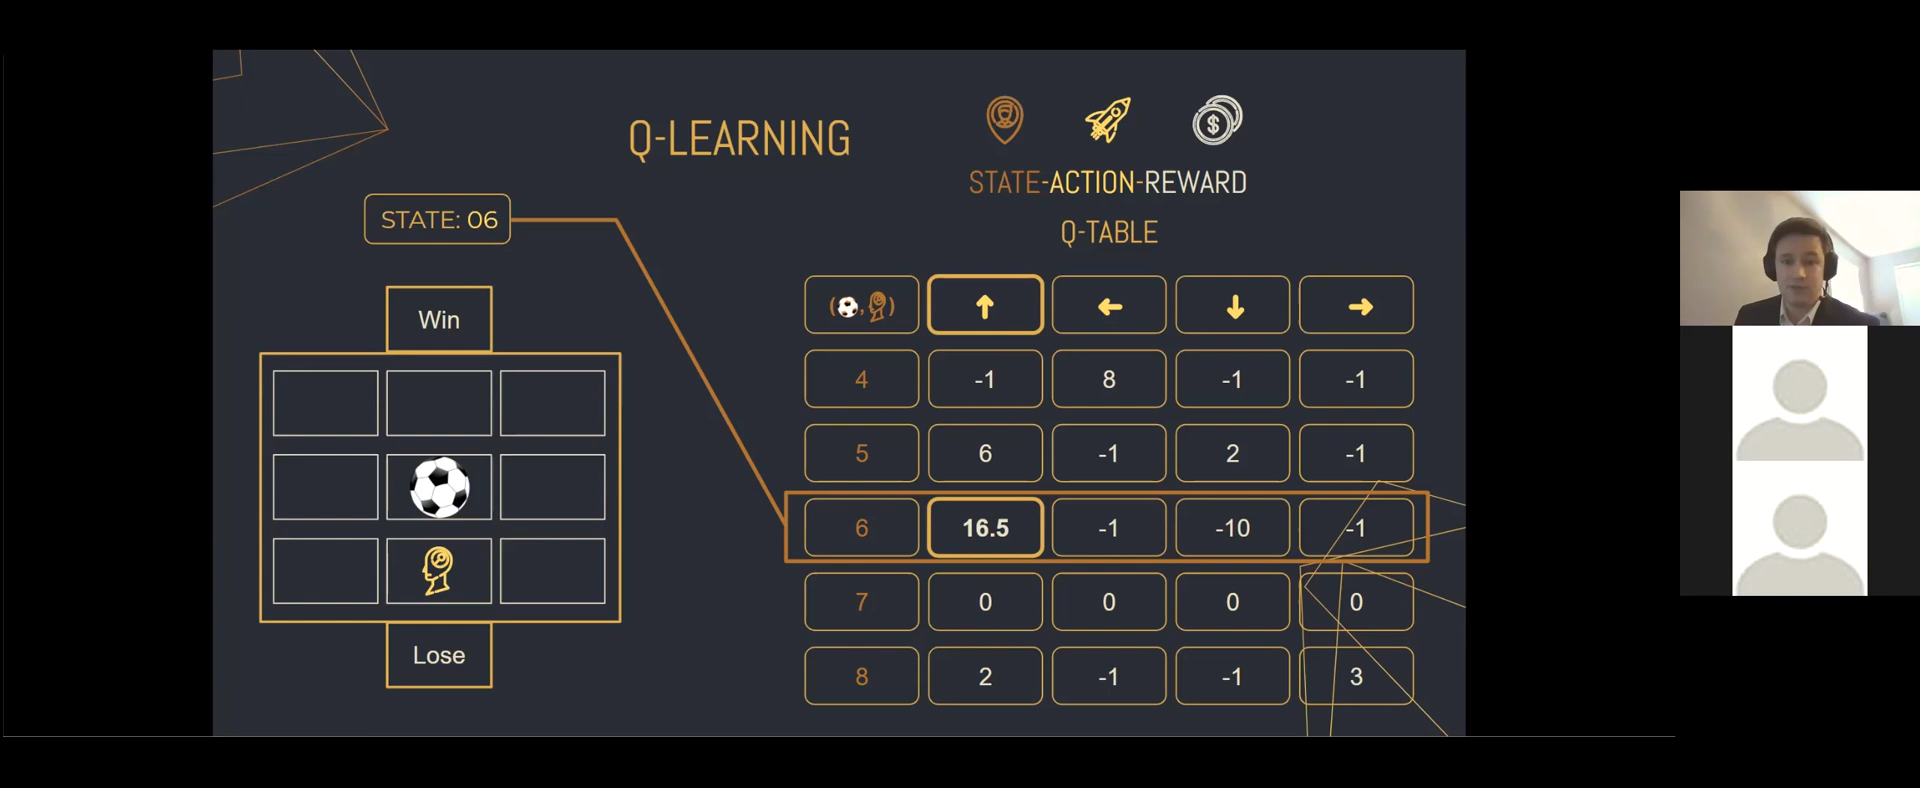 Q-LEARNING
STATE-ACTION-REWARD
Q-TABLE
STATE: 06
Win
Lose
( , ) ↑ ← ↓ →
4 -1 8 -1 -1
5 6 -1 2 -1
6 16.5 -1 -10 -1
7 0 0 0 0
8 2 -1 -1 3